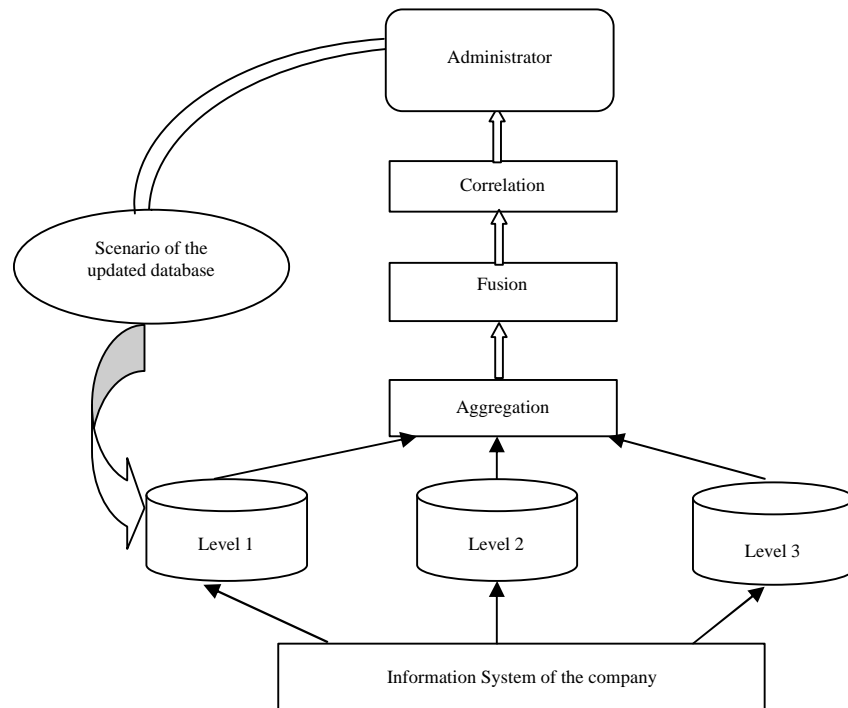 Administrator
Correlation
Scenario of the
updated database
Fusion
Aggregation
Level 1
Level 2
Level 3
Information System of the company